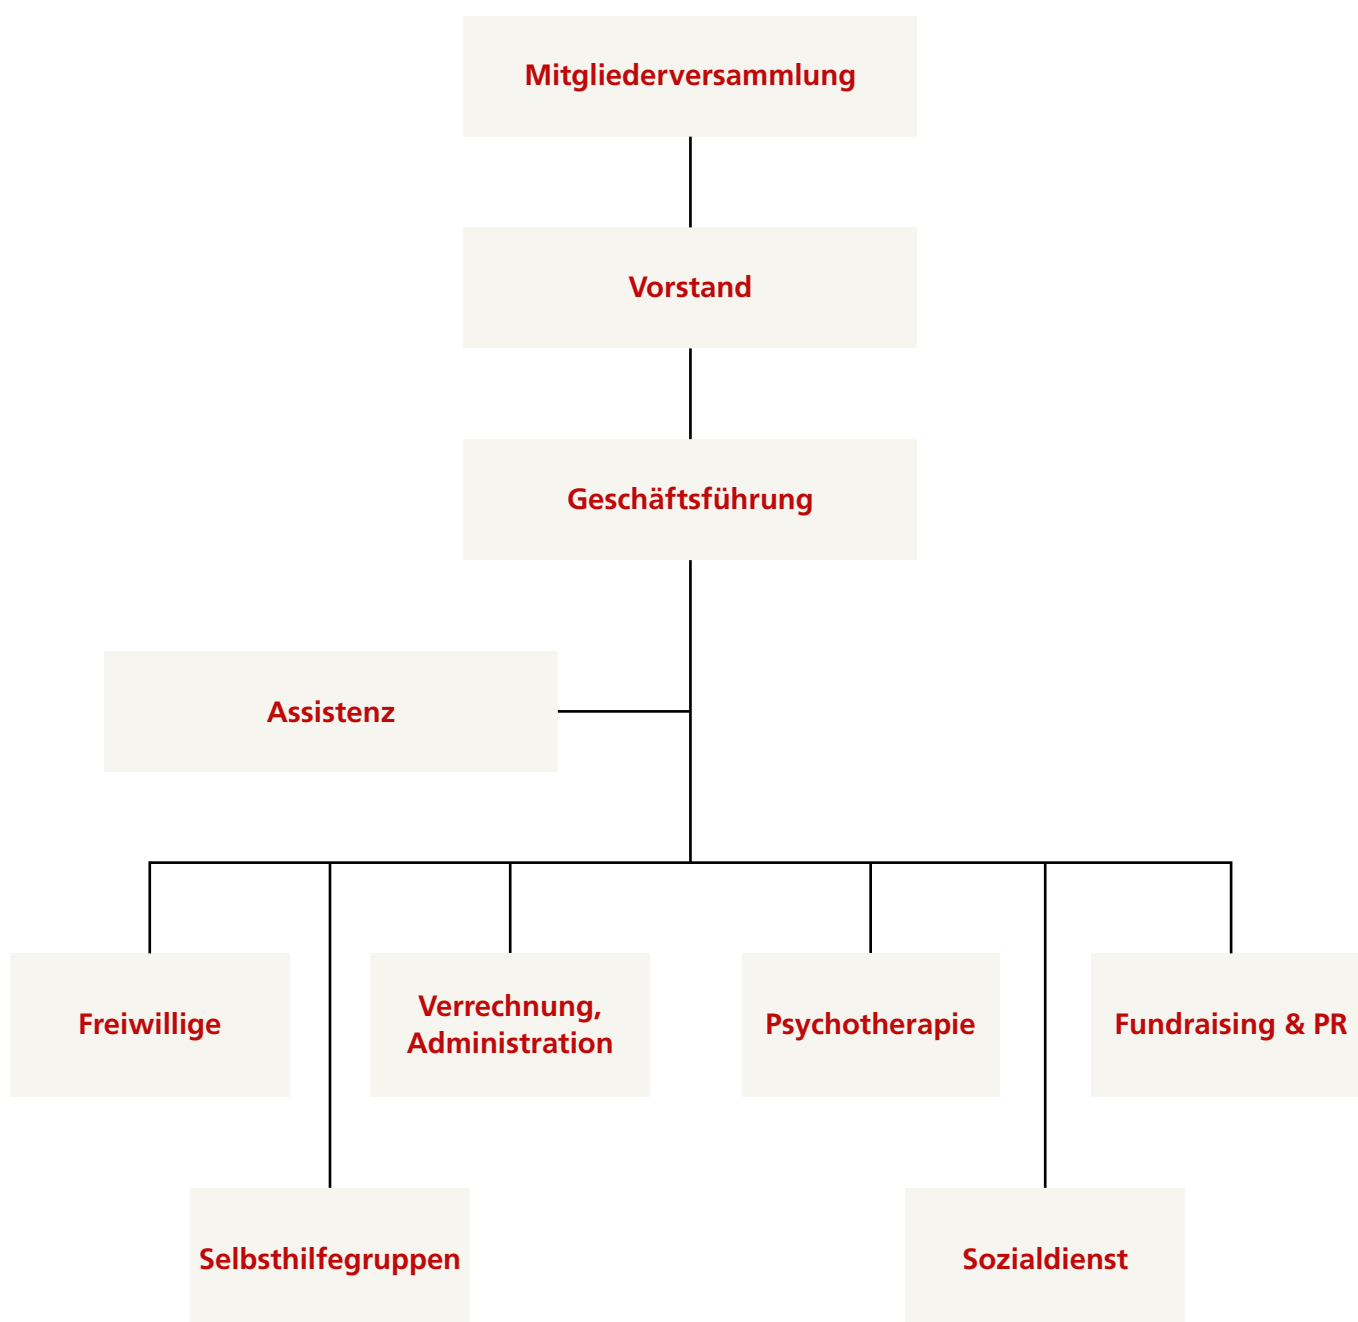 Mitgliederversammlung
Vorstand
Geschäftsführung
Assistenz
Freiwillige
Verrechnung,
Administration
Psychotherapie
Fundraising & PR
Selbsthilfegruppen
Sozialdienst